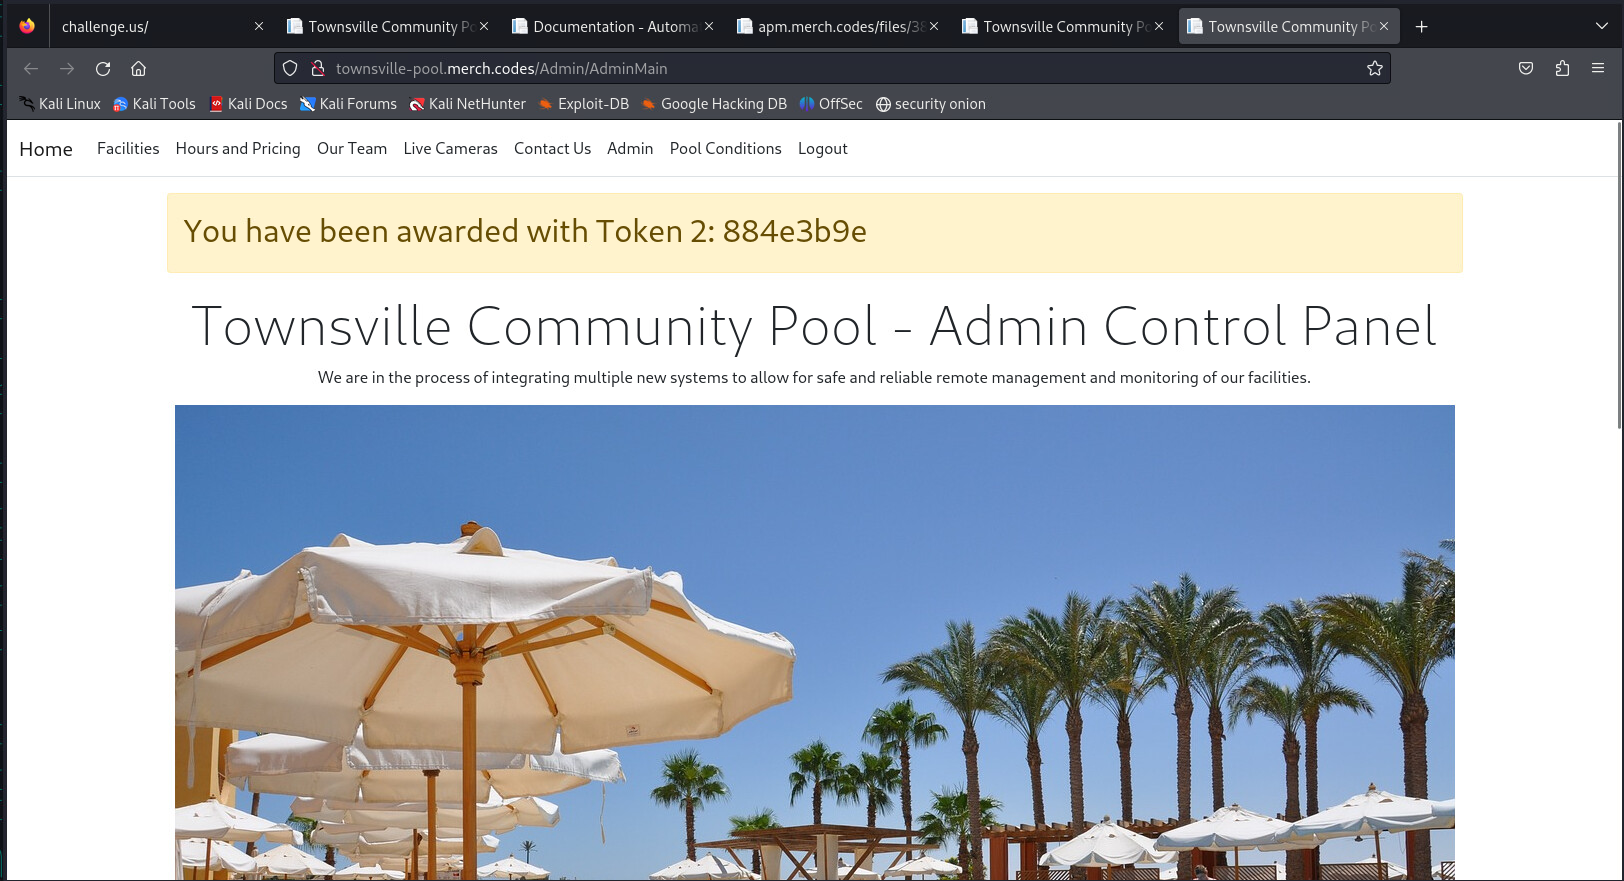 challenge.us/
Townsville Community Po
Documentation - Automa
apm.merch.codes/files/38
Townsville Community Po
Townsville Community Po
townsville-pool.merch.codes/Admin/AdminMain
Kali Linux Kali Tools Kali Docs Kali Forums Kali NetHunter Exploit-DB Google Hacking DB OffSec security onion
Home Facilities Hours and Pricing Our Team Live Cameras Contact Us Admin Pool Conditions Logout
You have been awarded with Token 2: 884e3b9e
Townsville Community Pool - Admin Control Panel
We are in the process of integrating multiple new systems to allow for safe and reliable remote management and monitoring of our facilities.